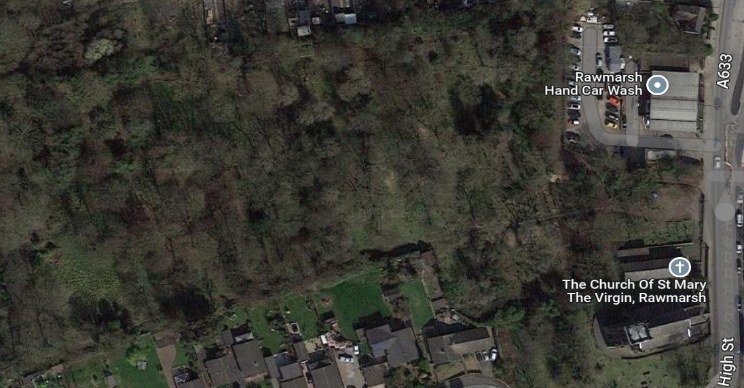 A633
Rawmarsh
Hand Car Wash
The Church Of St Mary
The Virgin, Rawmarsh
High St